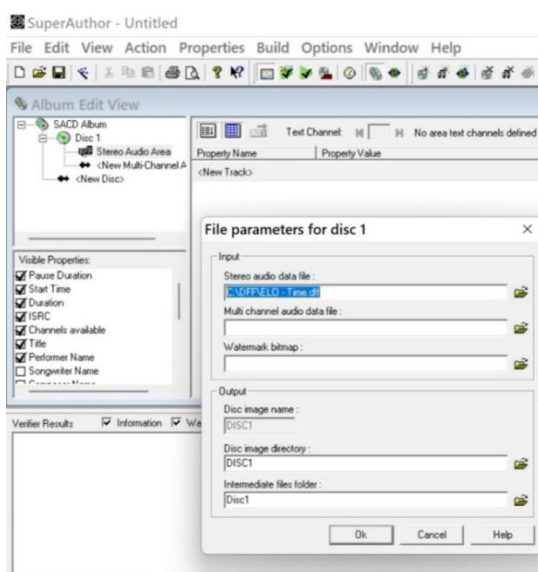 SuperAuthor - Untitled
File Edit View Action Properties Build Options Window Help
Album Edit View
SACD Album
Disc 1
Stereo Audio Area
<New Multi-Channel A
<New Disc>
Text Channel: No area text channels defined
Property Name Property Value
<New Track>
Visible Properties:
Pause Duration
Start Time
Duration
ISRC
Channels available
Title
Performer Name
Songwriter Name
Verifier Results Information Wa
File parameters for disc 1
Input
Stereo audio data file :
C:\DFF\ELO - Time.dff
Multi channel audio data file :
Watermark bitmap :
Output
Disc image name :
DISC1
Disc image directory :
DISC1
Intermediate files folder :
Disc1
Ok Cancel Help